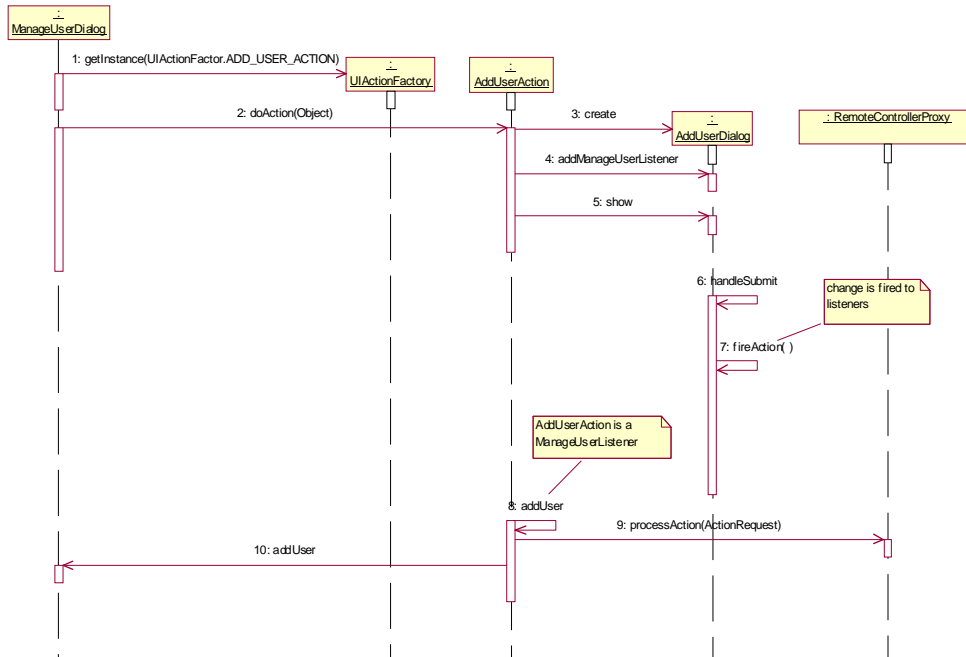 :
ManageUserDialog
1: getInstance(UIActionFactor.ADD_USER_ACTION)
:
UIActionFactory
:
AddUserAction
2: doAction(Object)
3: create
:
AddUserDialog
: RemoteControllerProxy
4: addManageUserListener
5: show
6: handleSubmit
change is fired to
listeners
7: fireAction( )
AddUserAction is a
ManageUserListener
8: addUser
9: processAction(ActionRequest)
10: addUser